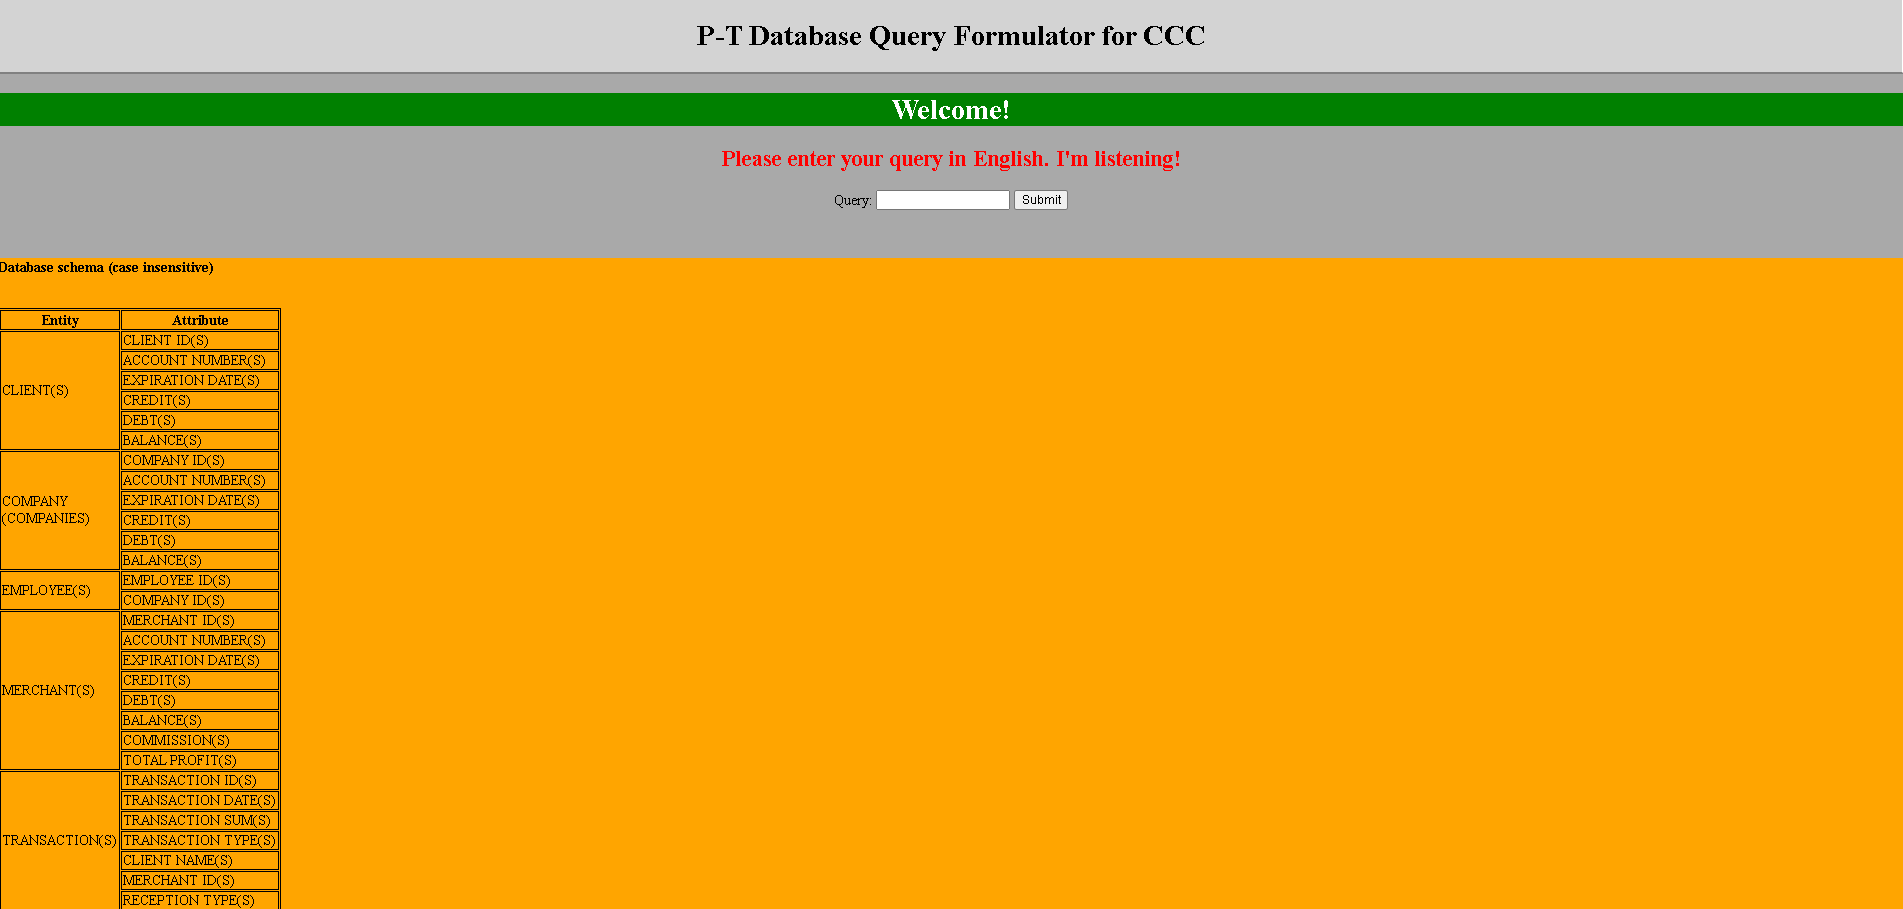 P-T Database Query Formulator for CCC
Welcome!
Please enter your query in English. I'm listening!
Query: Submit
Database schema (case insensitive)
Entity Attribute
CLIENT(S)
CLIENT ID(S)
ACCOUNT NUMBER(S)
EXPIRATION DATE(S)
CREDIT(S)
DEBT(S)
BALANCE(S)
COMPANY
(COMPANIES)
COMPANY ID(S)
ACCOUNT NUMBER(S)
EXPIRATION DATE(S)
CREDIT(S)
DEBT(S)
BALANCE(S)
EMPLOYEE(S)
EMPLOYEE ID(S)
COMPANY ID(S)
MERCHANT(S)
MERCHANT ID(S)
ACCOUNT NUMBER(S)
EXPIRATION DATE(S)
CREDIT(S)
DEBT(S)
BALANCE(S)
COMMISSION(S)
TOTAL PROFIT(S)
TRANSACTION(S)
TRANSACTION ID(S)
TRANSACTION DATE(S)
TRANSACTION SUM(S)
TRANSACTION TYPE(S)
CLIENT NAME(S)
MERCHANT ID(S)
RECEPTION TYPE(S)